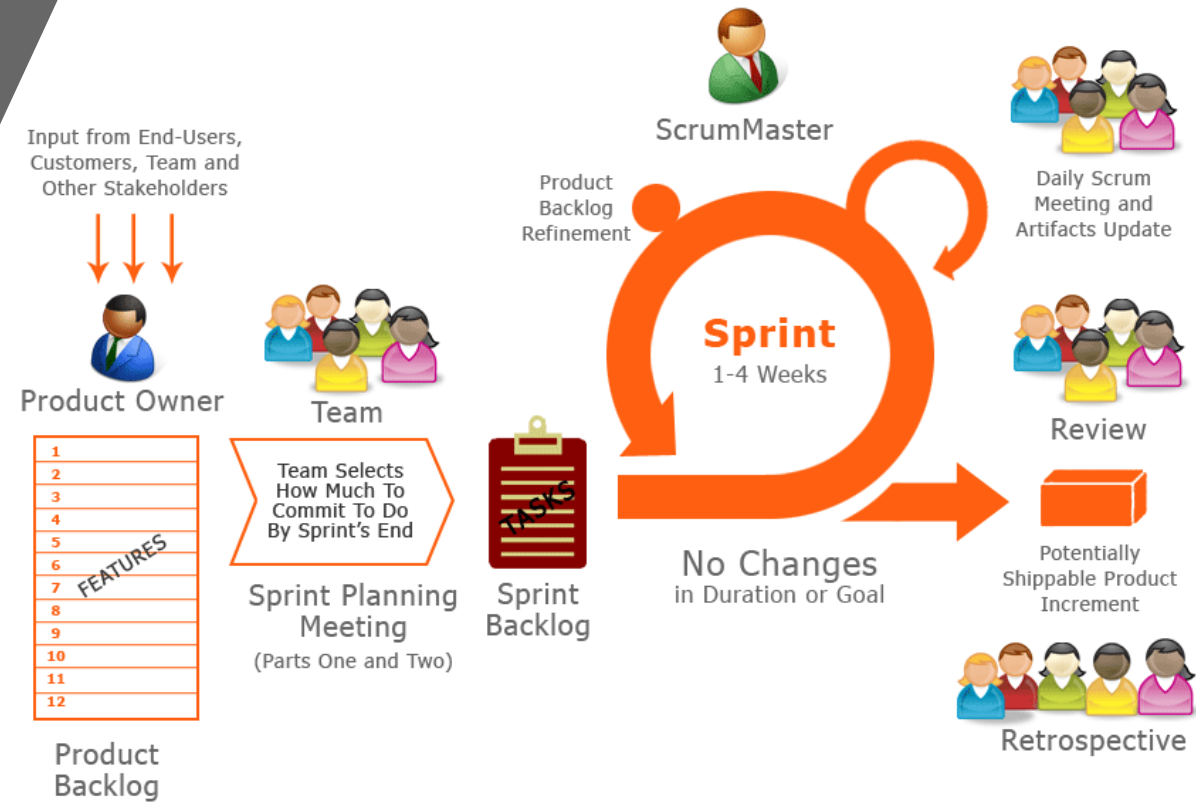 Input from End-Users,
Customers, Team and
Other Stakeholders
Product Owner
1
2
3
4
5
6
7
8
9
10
11
12
FEATURES
Product
Backlog
Team
Team Selects
How Much To
Commit To Do
By Sprint's End
Sprint Planning
Meeting
(Parts One and Two)
TASKS
Sprint
Backlog
ScrumMaster
Product
Backlog
Refinement
Sprint
1-4 Weeks
No Changes
in Duration or Goal
Daily Scrum
Meeting and
Artifacts Update
Review
Potentially
Shippable Product
Increment
Retrospective